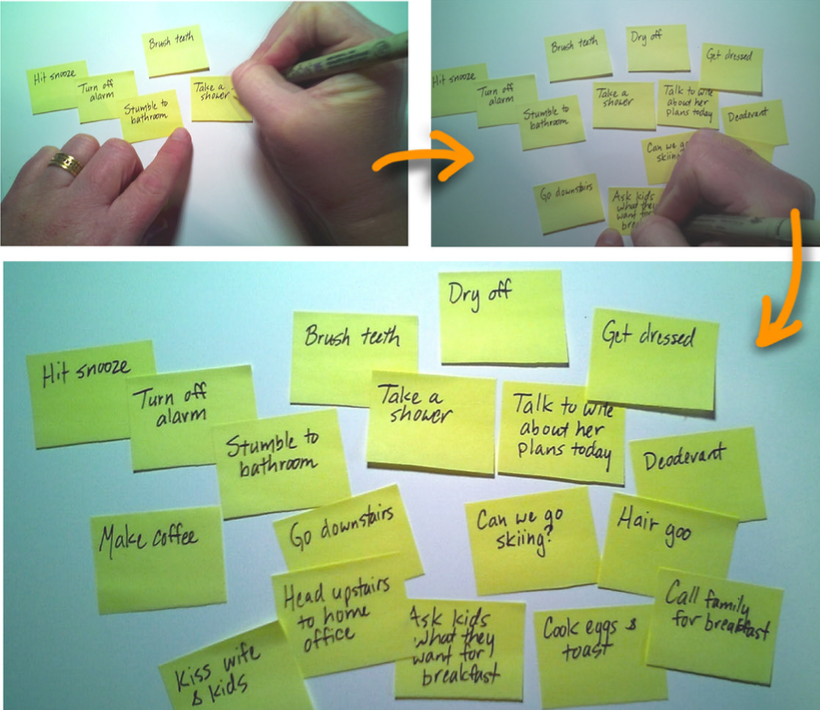 Hit snooze
Turn off
alarm
Stumble to
bathroom
Brush teeth
Take a
shower
Hit snooze
Turn off
alarm
Stumble to
bathroom
Brush teeth
Take a
shower
Dry off
Talk to wife
about her
plans today
Get dressed
Deoderant
Can we go
skiing
Go downstairs
Ask kids
what they
want for
brea
Hit snooze
Turn off
alarm
Stumble to
bathroom
Brush teeth
Take a
shower
Dry off
Talk to wife
about her
plans today
Get dressed
Deoderant
Hair goo
Can we go
skiing?
Make coffee
Go downstairs
Head upstairs
to home
office
Kiss wife
& kids
Ask kids
what they
want for
breakfast
Cook eggs &
toast
Call family
for breakfast